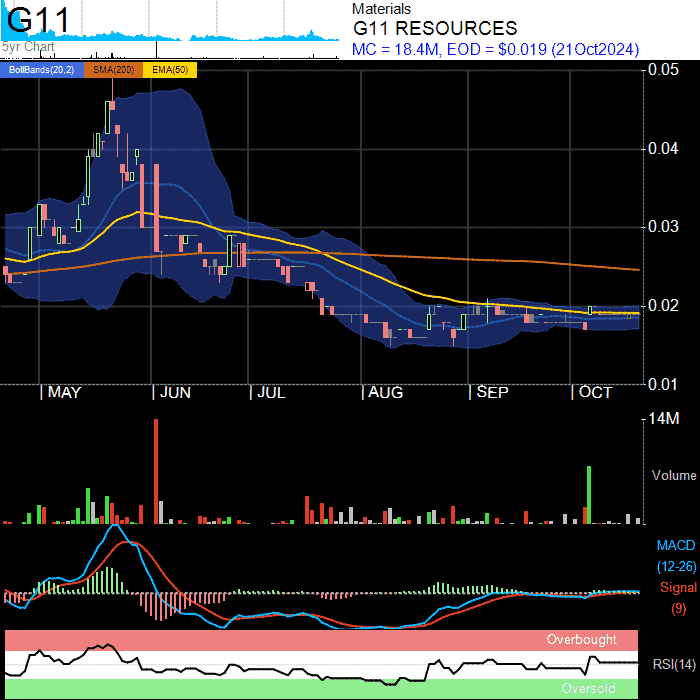 G11
5yr Chart
Materials
G11 RESOURCES
MC = 18.4M, EOD = $0.019 (21Oct2024)
BollBands(20,2) SMA(200) EMA(50)
0.05
0.04
0.03
0.02
0.01
MAY JUN JUL AUG SEP OCT
14M
Volume
MACD
(12-26)
Signal
(9)
Overbought
RSI(14)
Oversold